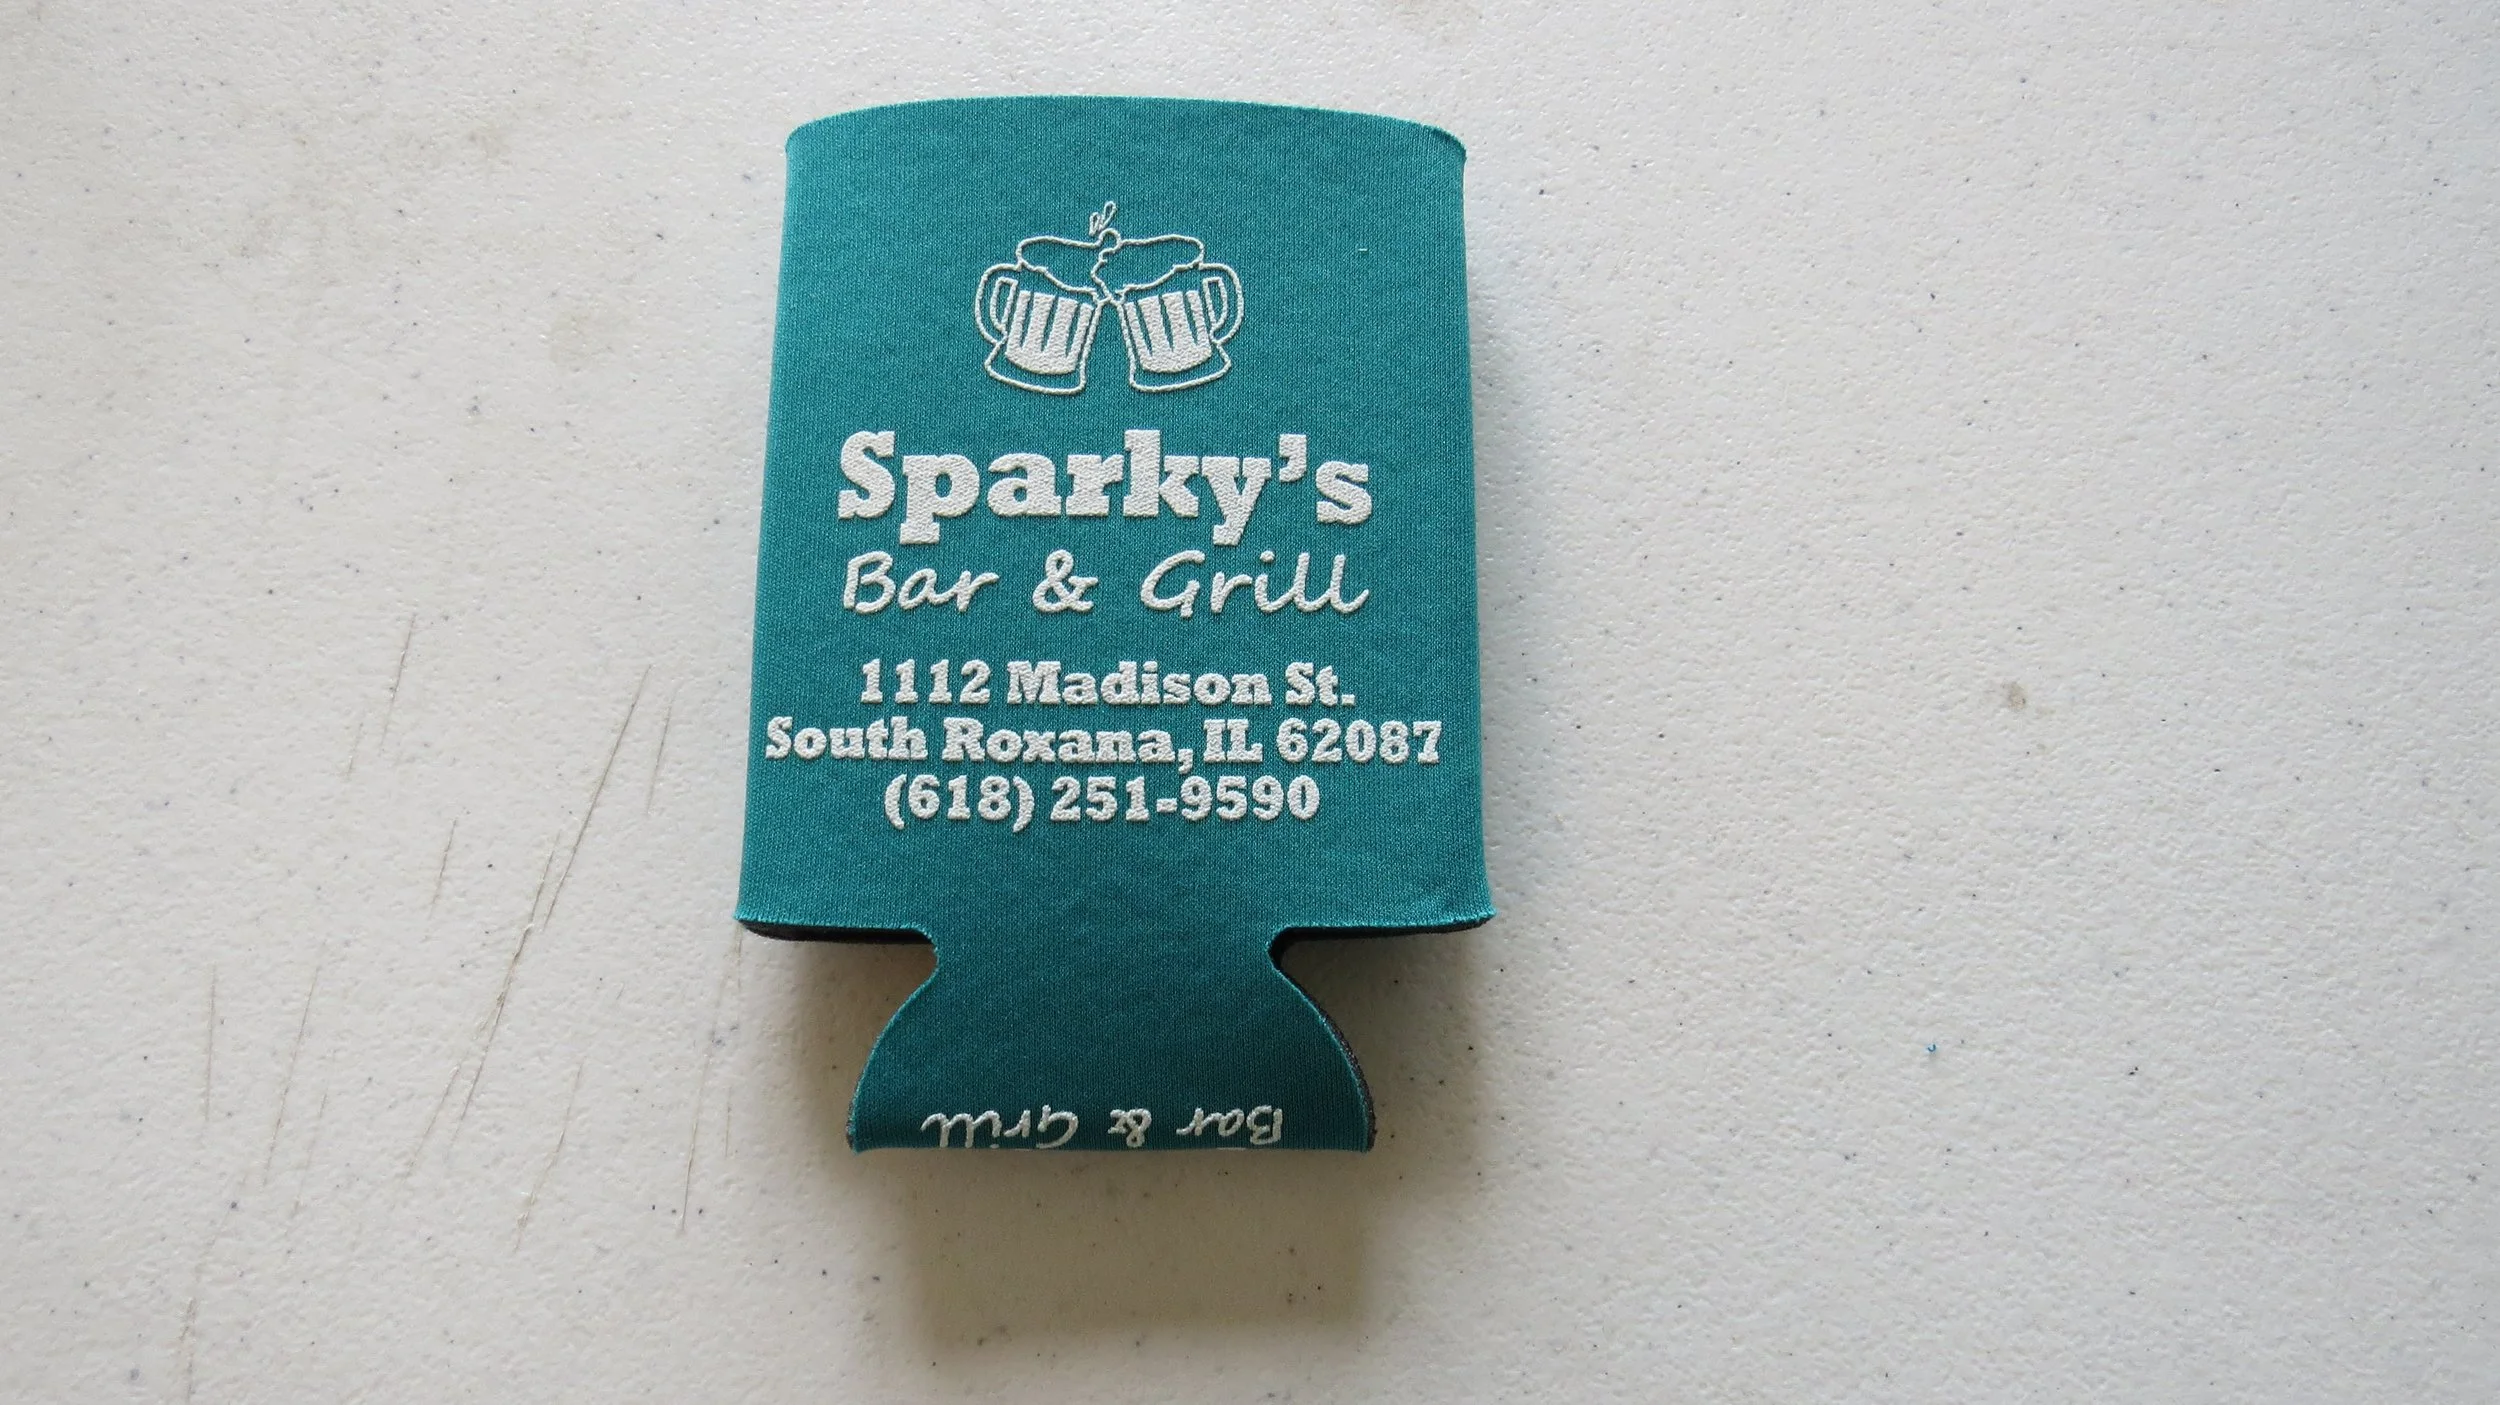 Sparky's
Bar & Grill
1112 Madison St.
South Roxana, IL 62087
(618) 251-9590
Bar & Grill